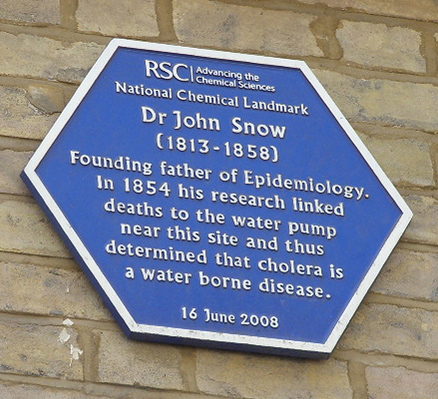 RSC | Advancing the
Chemical Sciences
National Chemical Landmark
Dr John Snow
(1813-1858)
Founding father of Epidemiology.
In 1854 his research linked
deaths to the water pump
near this site and thus
determined that cholera is
a water borne disease.
16 June 2008